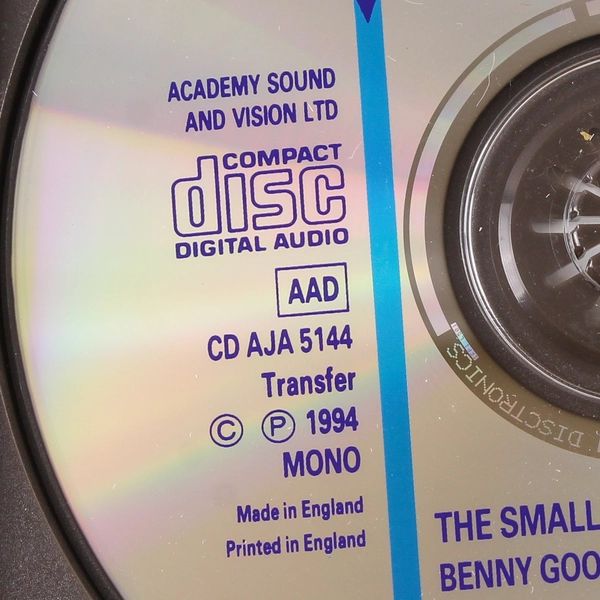 ACADEMY SOUND
AND VISION LTD
COMPACT
disc
DIGITAL AUDIO
AAD
CD AJA 5144
Transfer
© ℗ 1994
MONO
Made in England
Printed in England
THE SMALL
BENNY GOO
DISCTRONICS